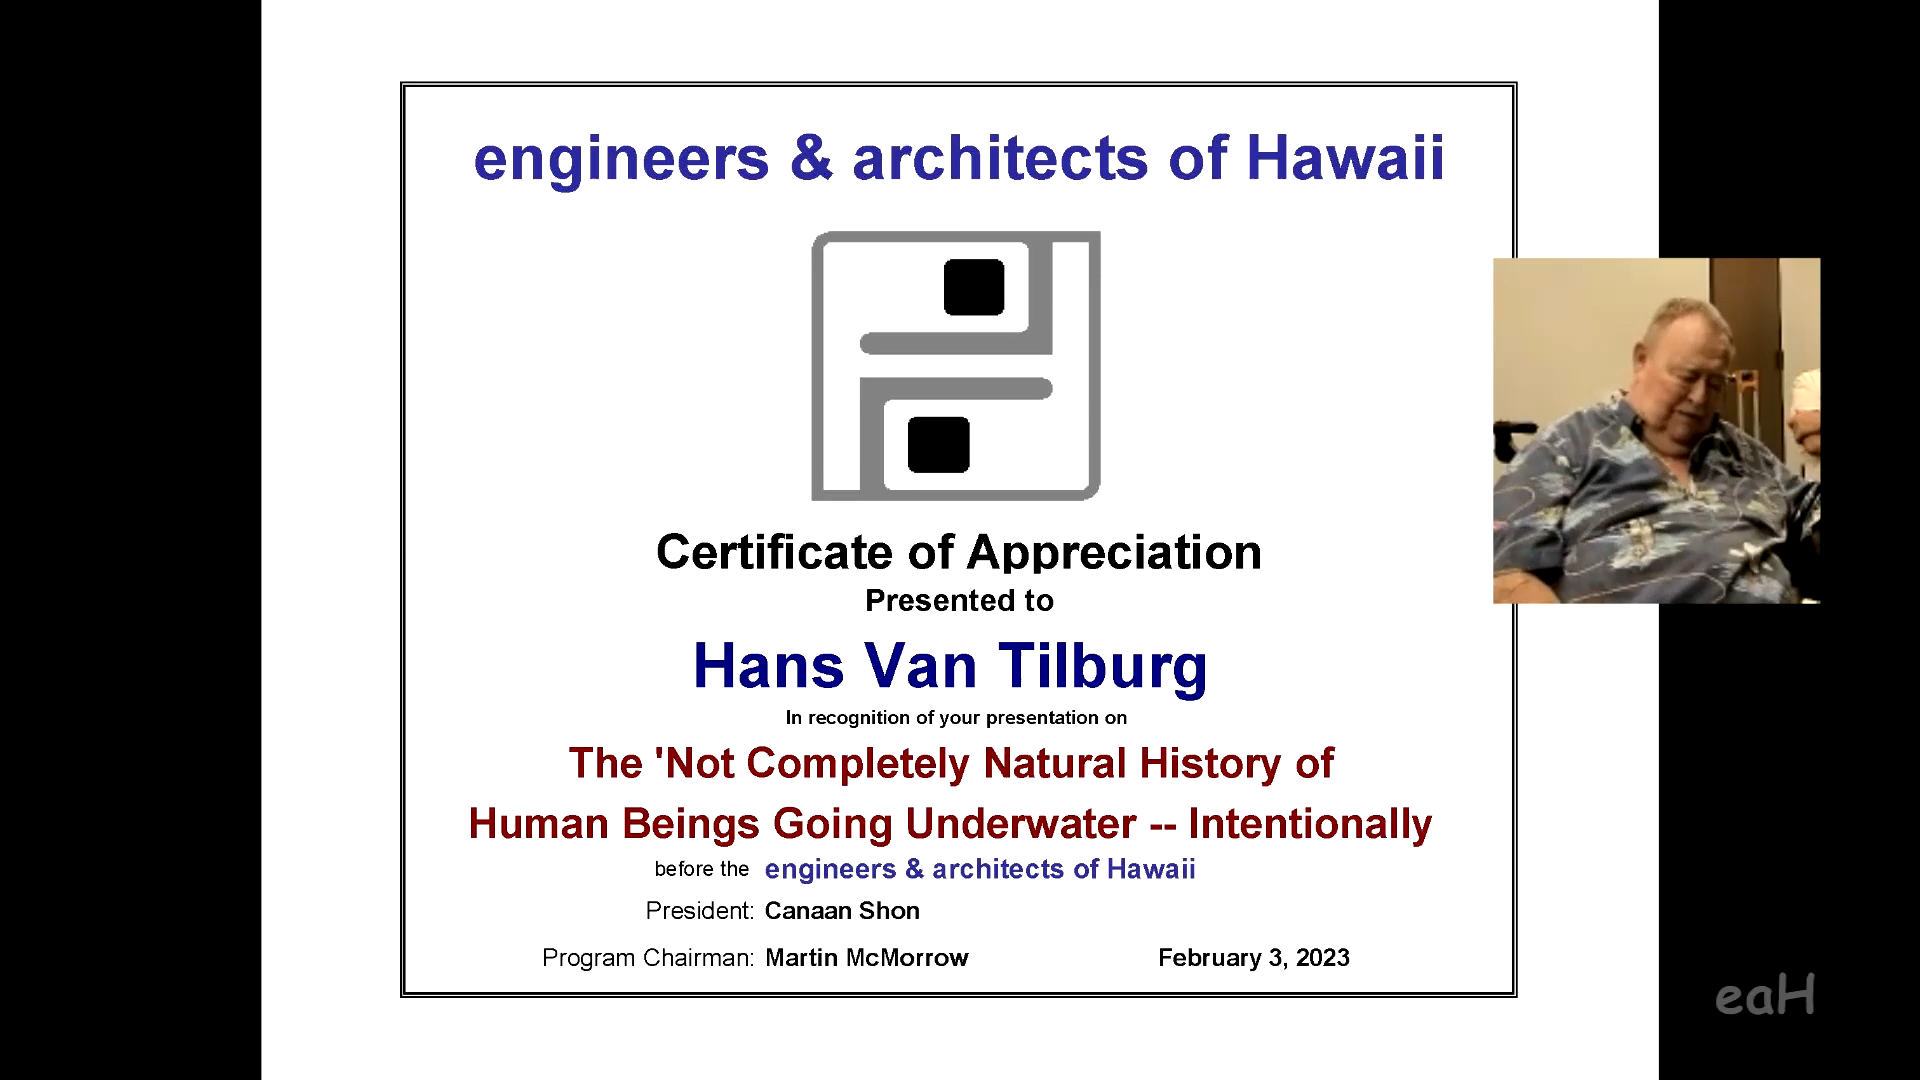 engineers & architects of Hawaii
Certificate of Appreciation
Presented to
Hans Van Tilburg
In recognition of your presentation on
The 'Not Completely Natural History of
Human Beings Going Underwater -- Intentionally
before the engineers & architects of Hawaii
President: Canaan Shon
Program Chairman: Martin McMorrow February 3, 2023
eaH